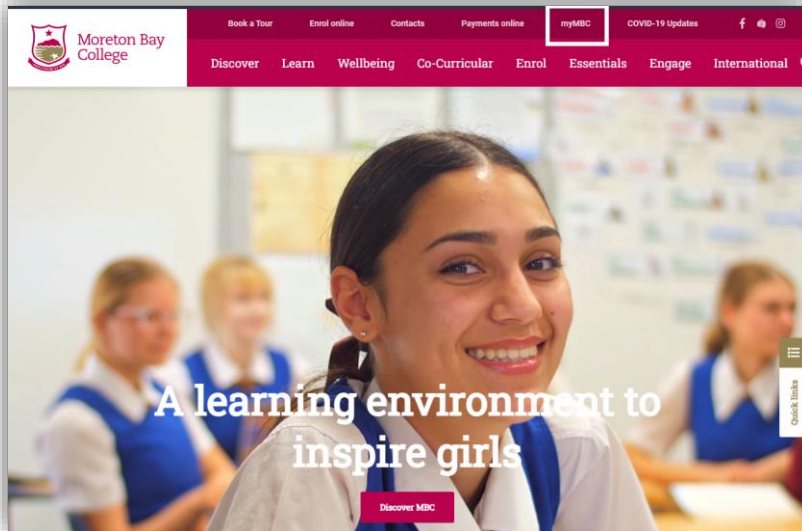 Moreton Bay
College
Book a Tour Enrol online Contacts Payments online myMBC COVID-19 Updates
Discover Learn Wellbeing Co-Curricular Enrol Essentials Engage International
A learning environment to
inspire girls
Discover MBC
Quick links